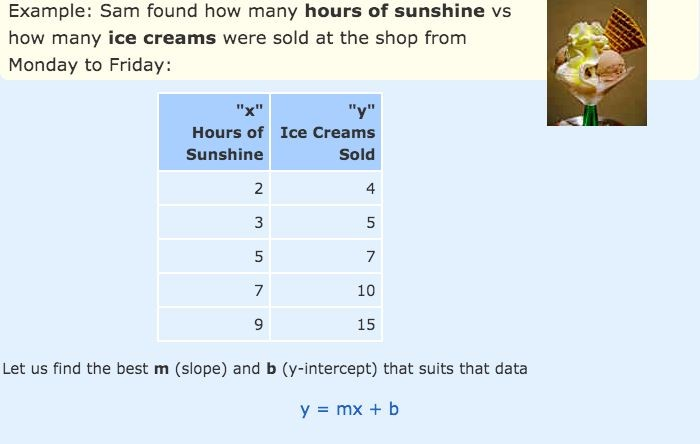 Example: Sam found how many hours of sunshine vs
how many ice creams were sold at the shop from
Monday to Friday:
"x" "y"
Hours of Ice Creams
Sunshine Sold
2 4
3 5
5 7
7 10
9 15
Let us find the best m (slope) and b (y-intercept) that suits that data
y = mx + b